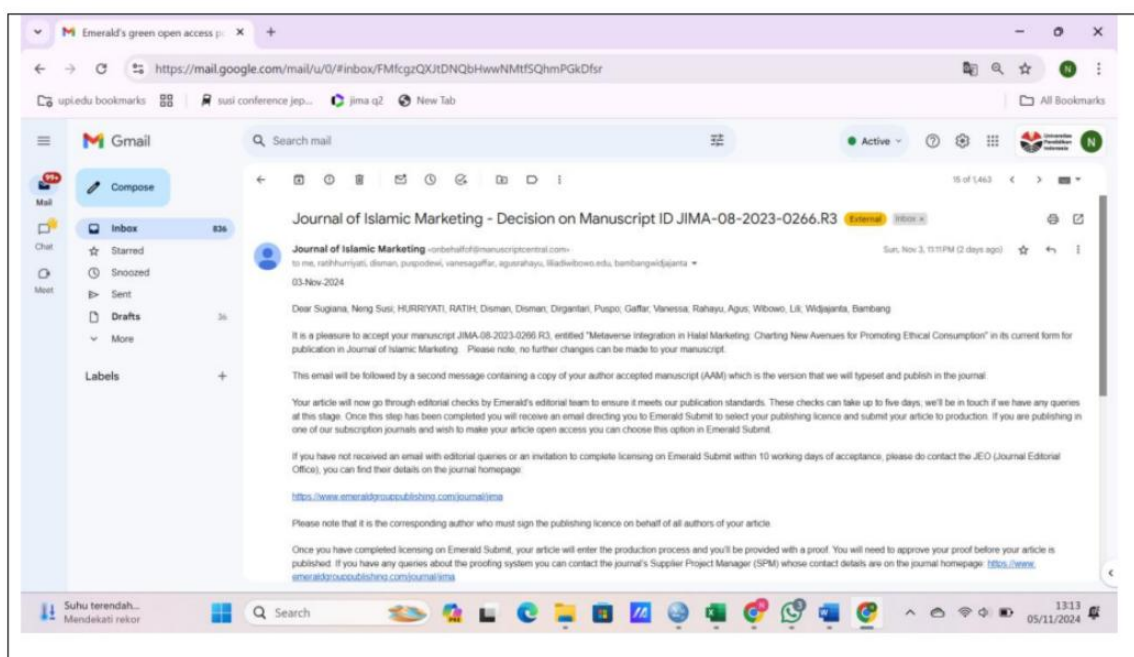 Emerald's green open access p
https://mail.google.com/mail/u/0/#inbox/FMfcgzQXJtDNQbHwwNMtfSQhmPGkDfsr
upi.edu bookmarks susi conference jep... jima q2 New Tab All Bookmarks
Gmail Search mail Active Universitas Pendidikan Indonesia N
99+
Mail Compose 15 of 1,463
Chat Inbox 836
Meet Starred
Snoozed
Sent
Drafts 36
More
Labels +
Journal of Islamic Marketing - Decision on Manuscript ID JIMA-08-2023-0266.R3 External Inbox x
Journal of Islamic Marketing <onbehalfof@manuscriptcentral.com> Sun, Nov 3, 11:11PM (2 days ago)
to me, ratihhurriyati, disman, puspodewi, vanesagaffar, agusrahayu, liliadiwibowo.edu, bambangwidjajanta
03-Nov-2024
Dear Sugiana, Neng Susi; HURRIYATI, RATIH; Disman, Disman; Dirgantari, Puspo; Gaffar, Vanessa; Rahayu, Agus; Wibowo, Lili; Widjajanta, Bambang
It is a pleasure to accept your manuscript JIMA-08-2023-0266.R3, entitled "Metaverse Integration in Halal Marketing: Charting New Avenues for Promoting Ethical Consumption" in its current form for
publication in Journal of Islamic Marketing. Please note, no further changes can be made to your manuscript.
This email will be followed by a second message containing a copy of your author accepted manuscript (AAM) which is the version that we will typeset and publish in the journal
Your article will now go through editorial checks by Emerald's editorial team to ensure it meets our publication standards. These checks can take up to five days; we'll be in touch if we have any queries
at this stage. Once this step has been completed you will receive an email directing you to Emerald Submit to select your publishing licence and submit your article to production. If you are publishing in
one of our subscription journals and wish to make your article open access you can choose this option in Emerald Submit.
If you have not received an email with editorial queries or an invitation to complete licensing on Emerald Submit within 10 working days of acceptance, please do contact the JEO (Journal Editorial
Office), you can find their details on the journal homepage:
https://www.emeraldgrouppublishing.com/journal/jima
Please note that it is the corresponding author who must sign the publishing licence on behalf of all authors of your article.
Once you have completed licensing on Emerald Submit, your article will enter the production process and you'll be provided with a proof. You will need to approve your proof before your article is
published. If you have any queries about the proofing system you can contact the journal's Supplier Project Manager (SPM) whose contact details are on the journal homepage: https://www.
emeraldgrouppublishing.com/journal/jima
Suhu terendah... Search 13:13
Mendekati rekor 05/11/2024